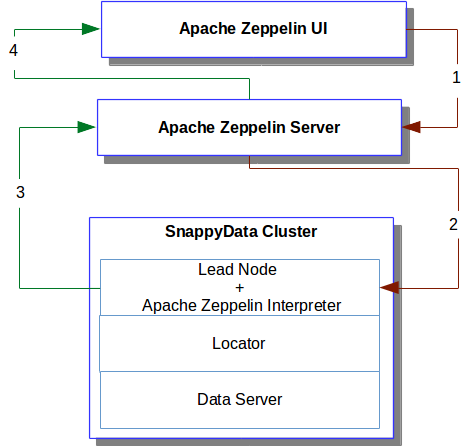 Apache Zeppelin UI
4
1
Apache Zeppelin Server
3
2
SnappyData Cluster
Lead Node
+
Apache Zeppelin Interpreter
Locator
Data Server